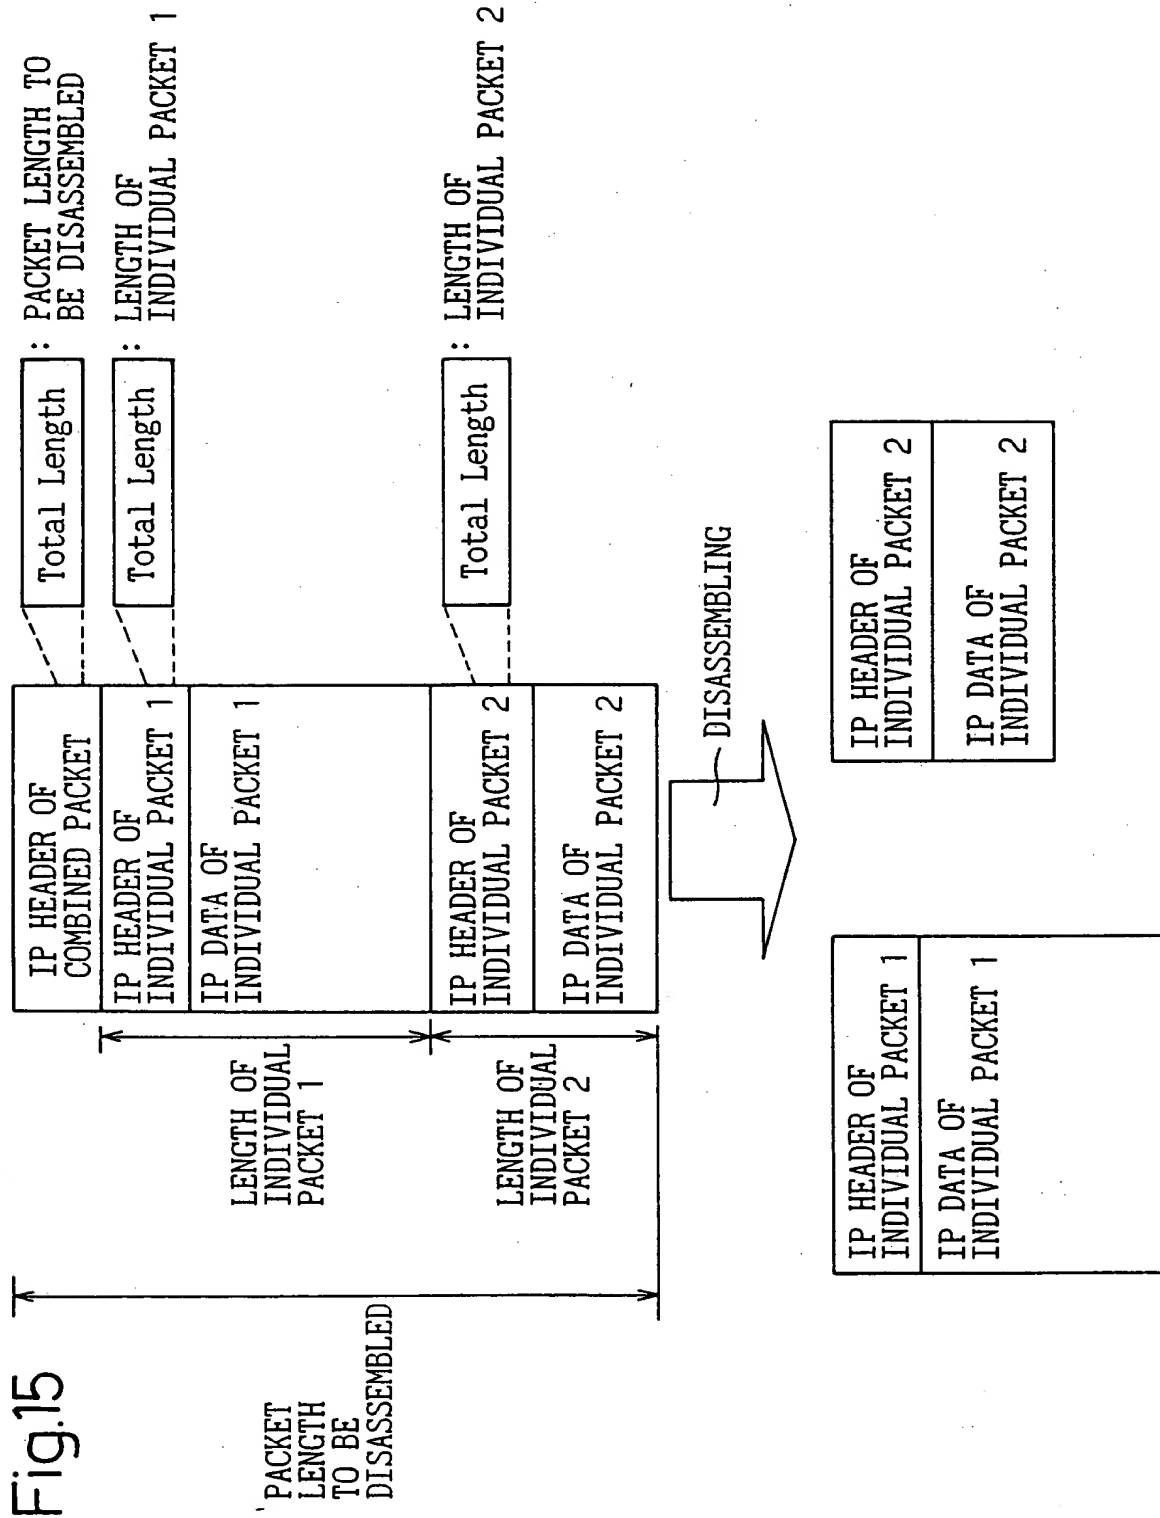 Fig.15
PACKET
LENGTH
TO BE
DISASSEMBLED
LENGTH OF
INDIVIDUAL
PACKET 1
LENGTH OF
INDIVIDUAL
PACKET 2
IP HEADER OF
COMBINED PACKET
IP HEADER OF
INDIVIDUAL PACKET 1
IP DATA OF
INDIVIDUAL PACKET 1
IP HEADER OF
INDIVIDUAL PACKET 2
IP DATA OF
INDIVIDUAL PACKET 2
Total Length
: PACKET LENGTH TO
BE DISASSEMBLED
Total Length
: LENGTH OF
INDIVIDUAL PACKET 1
Total Length
: LENGTH OF
INDIVIDUAL PACKET 2
DISASSEMBLING
IP HEADER OF
INDIVIDUAL PACKET 1
IP DATA OF
INDIVIDUAL PACKET 1
IP HEADER OF
INDIVIDUAL PACKET 2
IP DATA OF
INDIVIDUAL PACKET 2